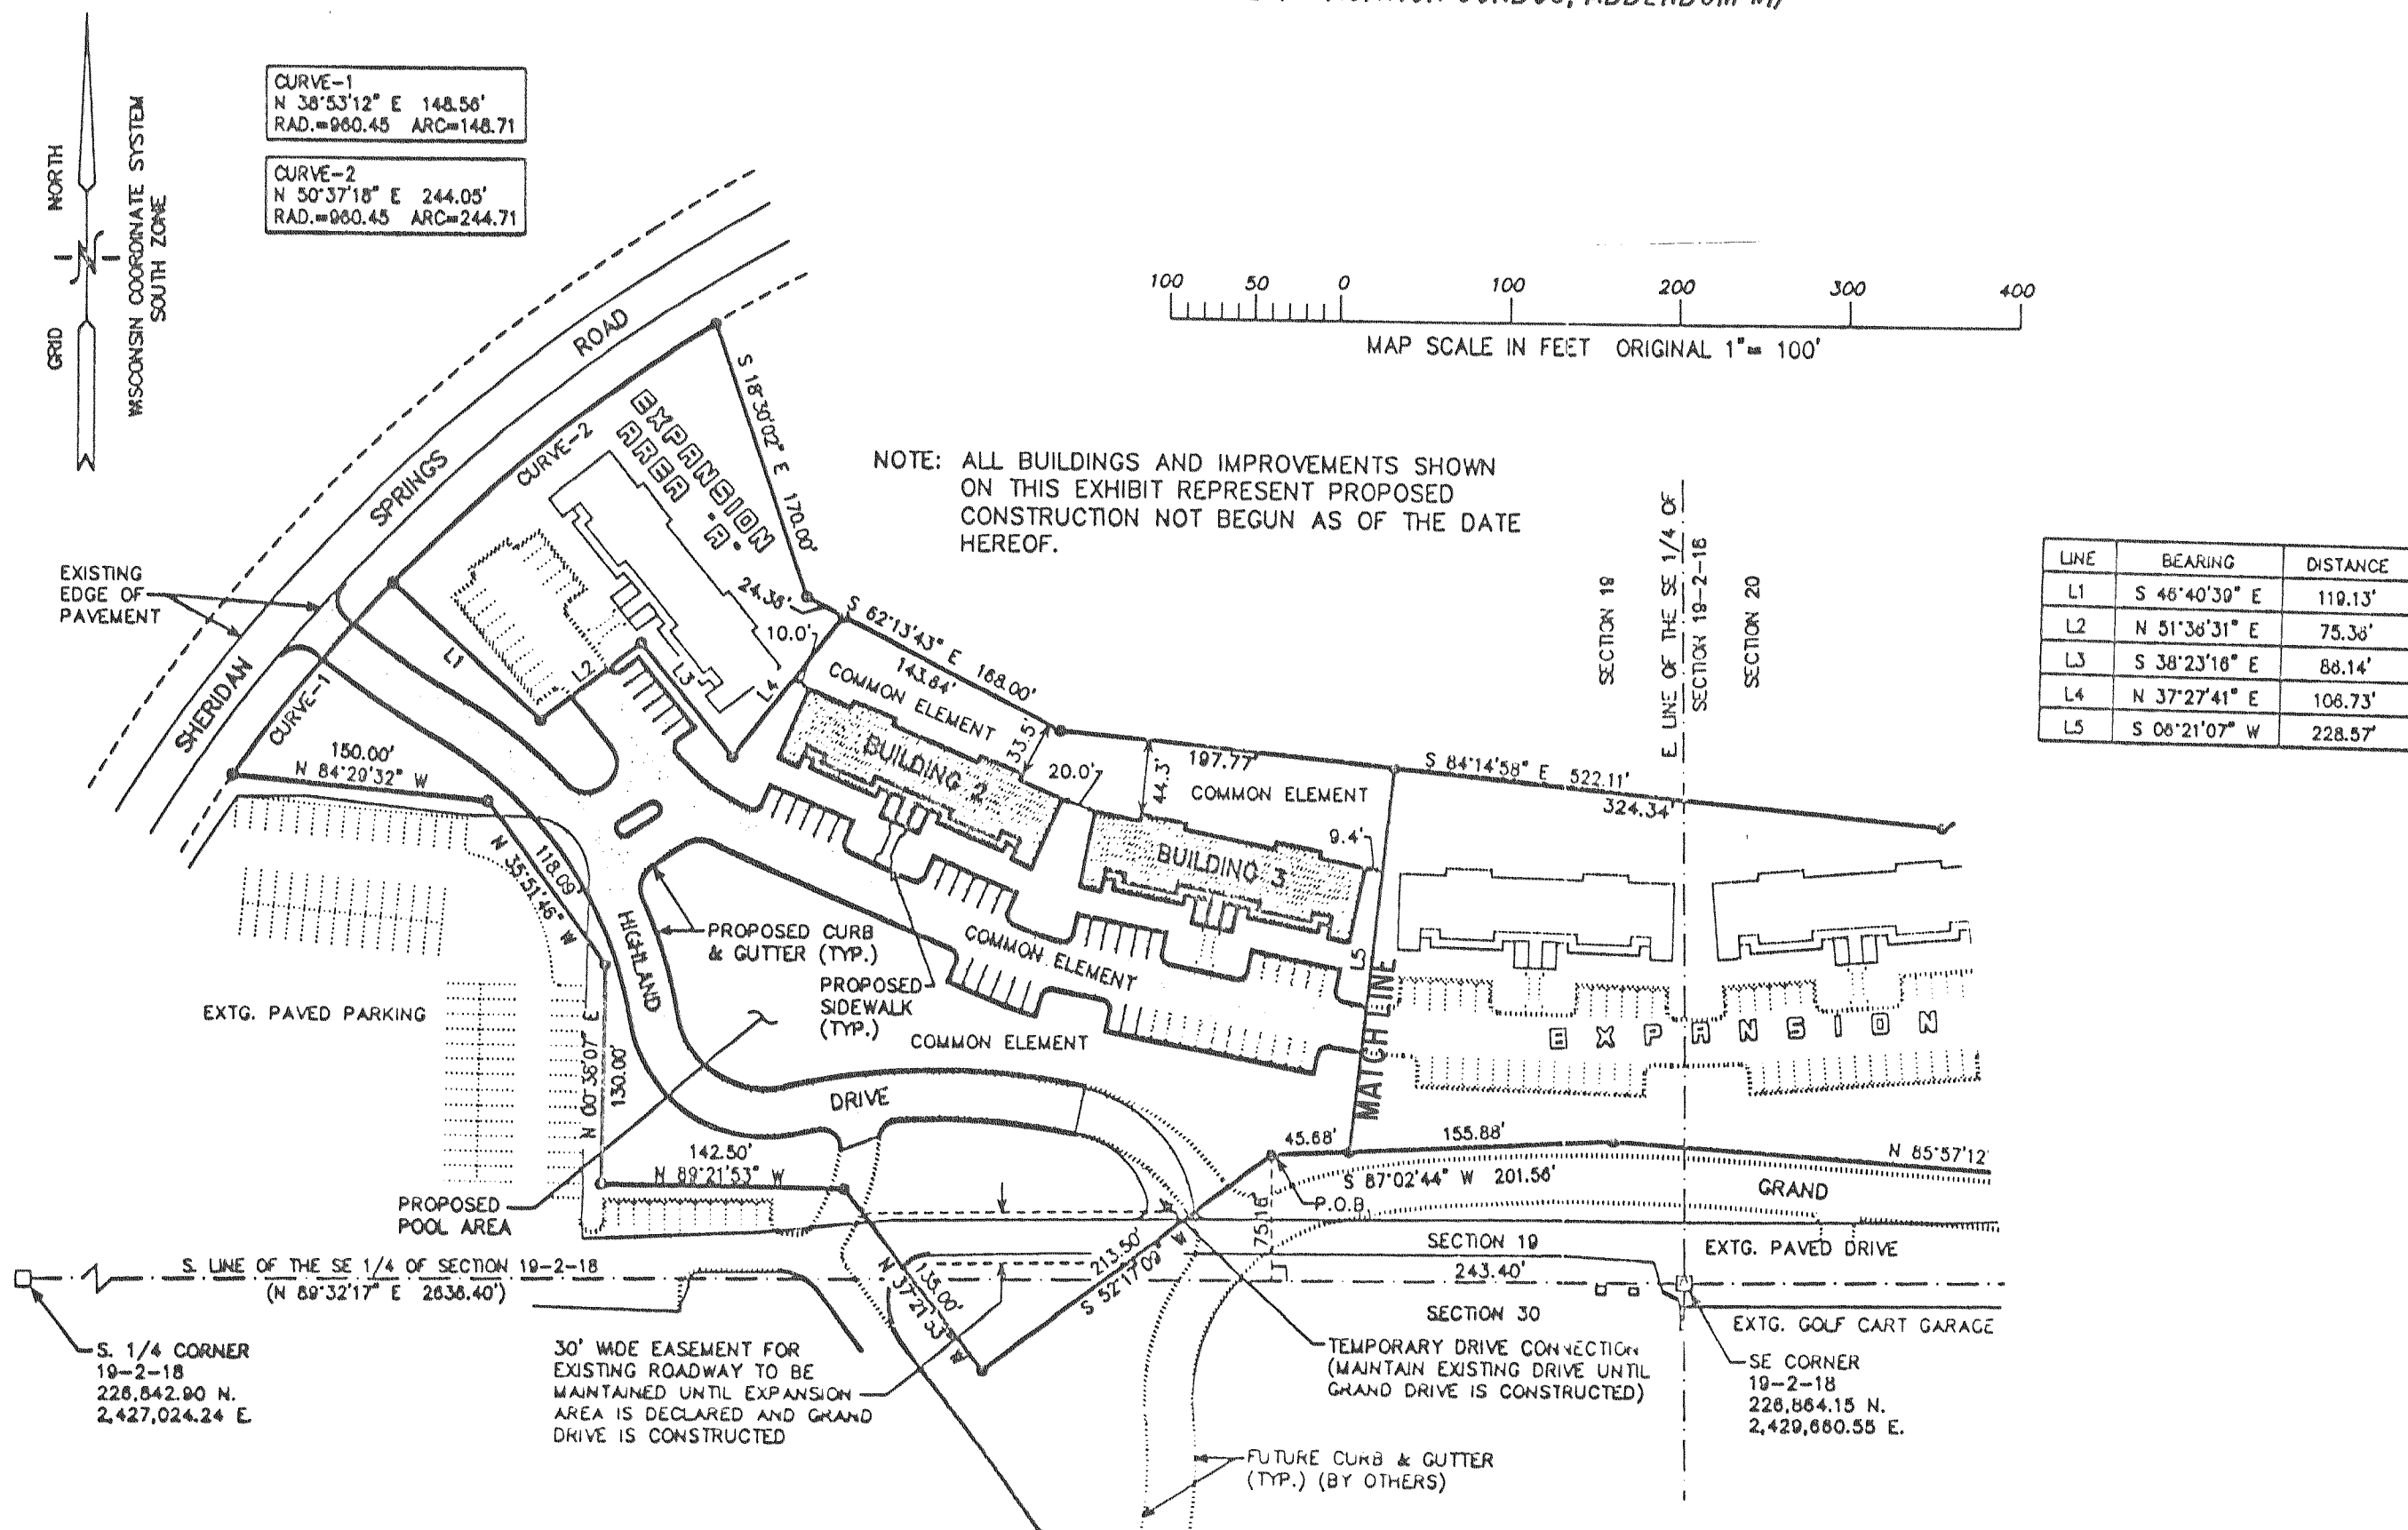 CONDOS, ADDENDUM M)
CURVE-1
N 38°53'12" E 148.56'
RAD.=960.45 ARC=148.71
CURVE-2
N 50°37'18" E 244.05'
RAD.=960.45 ARC=244.71
GRID NORTH
WISCONSIN COORDINATE SYSTEM
SOUTH ZONE
100 50 0 100 200 300 400
MAP SCALE IN FEET ORIGINAL 1"= 100'
NOTE: ALL BUILDINGS AND IMPROVEMENTS SHOWN
ON THIS EXHIBIT REPRESENT PROPOSED
CONSTRUCTION NOT BEGUN AS OF THE DATE
HEREOF.
SHERIDAN SPRINGS ROAD
CURVE-2
EXPANSION
AREA "A"
S 18°30'02" E 170.00'
EXISTING
EDGE OF
PAVEMENT
CURVE-1
L1
L2
L3
L4
24.36'
10.0'
S 62°13'43" E 168.00'
143.64'
COMMON ELEMENT
33.5'
BUILDING 2
20.0'
44.3'
197.77'
COMMON ELEMENT
S 84°14'58" E 522.11'
324.34'
9.4'
BUILDING 3
SECTION 19
E. LINE OF THE SE 1/4 OF
SECTION 19-2-18
SECTION 20
LINE BEARING DISTANCE
L1 S 46°40'39" E 119.13'
L2 N 51°36'31" E 75.36'
L3 S 38°23'16" E 86.14'
L4 N 37°27'41" E 106.73'
L5 S 06°21'07" W 228.57'
150.00'
N 84°29'32" W
118.09'
N 35°51'46" W
HIGHLAND
PROPOSED CURB
& GUTTER (TYP.)
PROPOSED
SIDEWALK
(TYP.)
COMMON ELEMENT
COMMON ELEMENT
L5
MATCH LINE
EXPANSION
EXTG. PAVED PARKING
N 00°38'07" E
130.00'
DRIVE
142.50'
N 89°21'53" W
PROPOSED
POOL AREA
45.68'
155.88'
S 87°02'44" W 201.56'
N 85°57'12
GRAND
P.O.B.
75.16'
SECTION 19
EXTG. PAVED DRIVE
S. LINE OF THE SE 1/4 OF SECTION 19-2-18
(N 89°32'17" E 2636.40')
135.00'
N 37°21'53" W
213.50'
S 52°17'09" W
243.40'
SECTION 30
EXTG. GOLF CART GARAGE
S. 1/4 CORNER
19-2-18
226,842.90 N.
2,427,024.24 E.
30' WIDE EASEMENT FOR
EXISTING ROADWAY TO BE
MAINTAINED UNTIL EXPANSION
AREA IS DECLARED AND GRAND
DRIVE IS CONSTRUCTED
TEMPORARY DRIVE CONNECTION
(MAINTAIN EXISTING DRIVE UNTIL
GRAND DRIVE IS CONSTRUCTED)
SE CORNER
19-2-18
226,864.15 N.
2,429,660.55 E.
FUTURE CURB & GUTTER
(TYP.) (BY OTHERS)